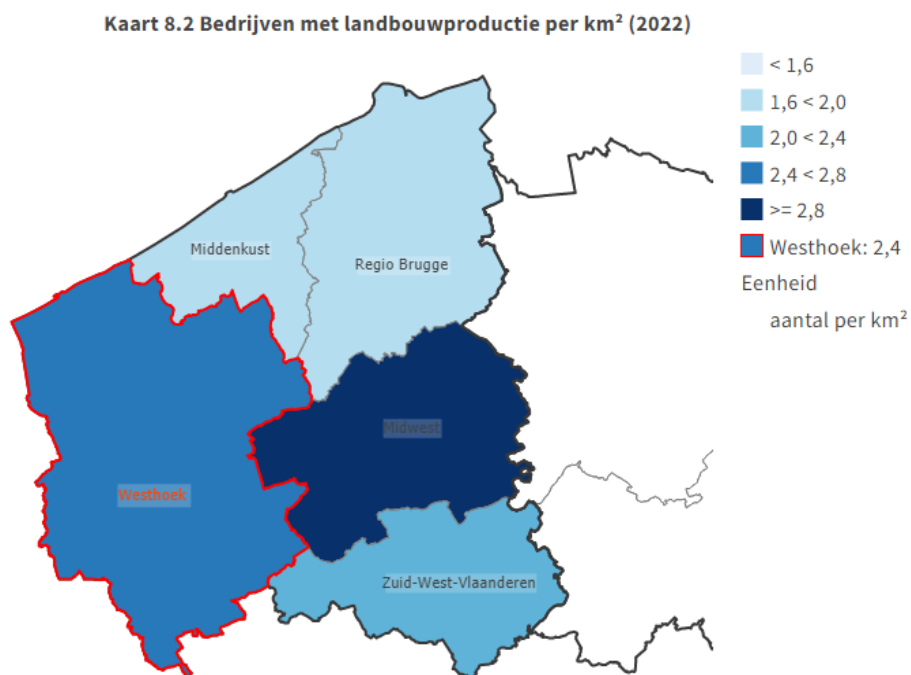 Kaart 8.2 Bedrijven met landbouwproductie per km² (2022)
< 1,6
1,6 < 2,0
2,0 < 2,4
2,4 < 2,8
>= 2,8
Westhoek: 2,4
Eenheid
aantal per km²
Middenkust
Regio Brugge
Midwest
Westhoek
Zuid-West-Vlaanderen